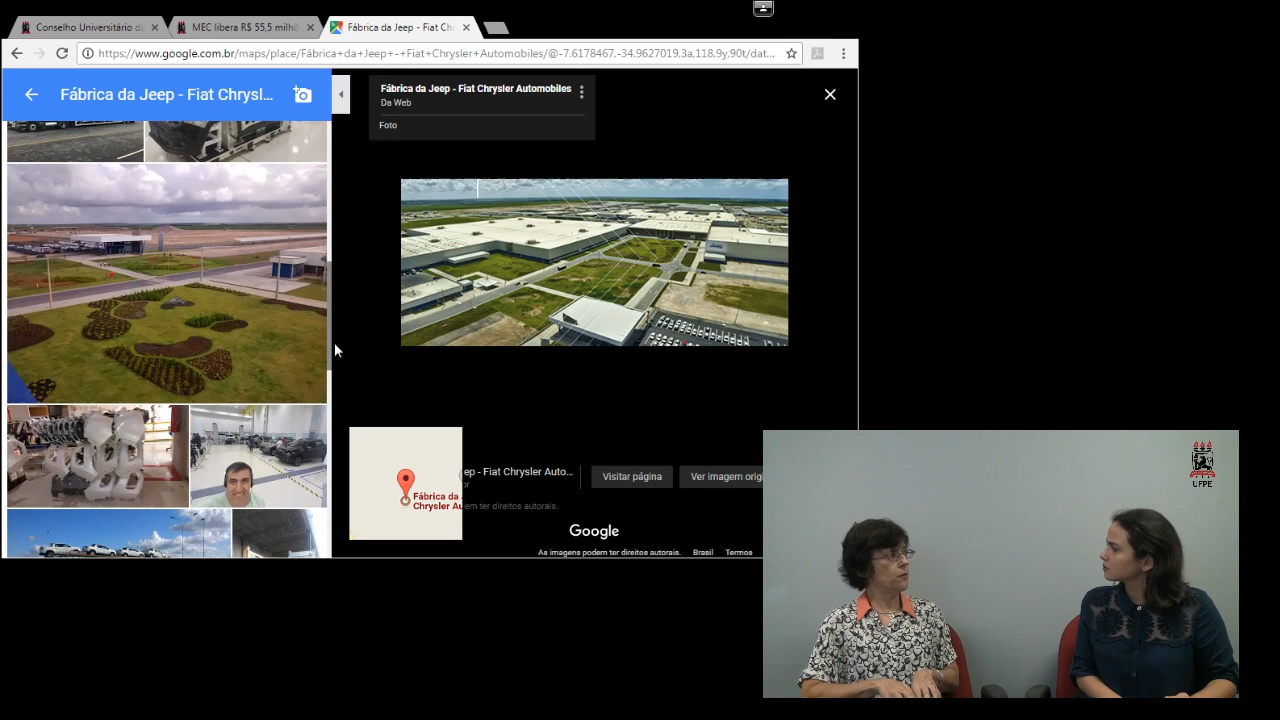 Conselho Universitário da
MEC libera R$ 55,5 milhõ
Fábrica da Jeep - Fiat Ch
https://www.google.com.br/maps/place/Fábrica+da+Jeep+-+Fiat+Chrysler+Automobiles/@-7.6178467,-34.9627019,3a,118.9y,90t/dat...
Fábrica da Jeep - Fiat Chrysl...
Fábrica da Jeep - Fiat Chrysler Automobiles
Da Web
Foto
ep - Fiat Chrysler Auto...
or
Visitar página
Ver imagem orig
em ter direitos autorais.
Fábrica da
Chrysler Au
Google
As imagens podem ter direitos autorais.
Brasil
Termos
UFPE